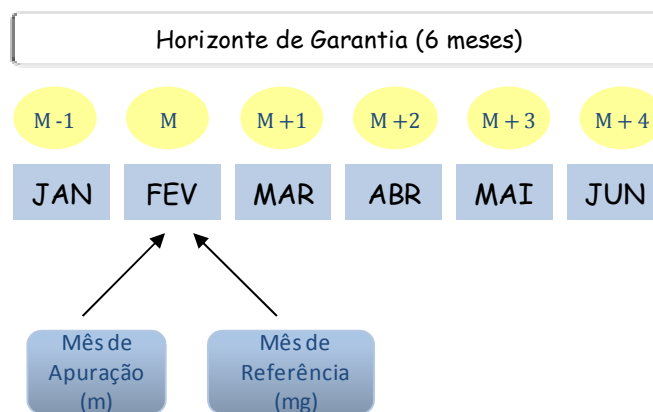 Horizonte de Garantia (6 meses)
M -1 M M +1 M +2 M + 3 M + 4
JAN FEV MAR ABR MAI JUN
Mês de
Apuração
(m)
Mês de
Referência
(mg)